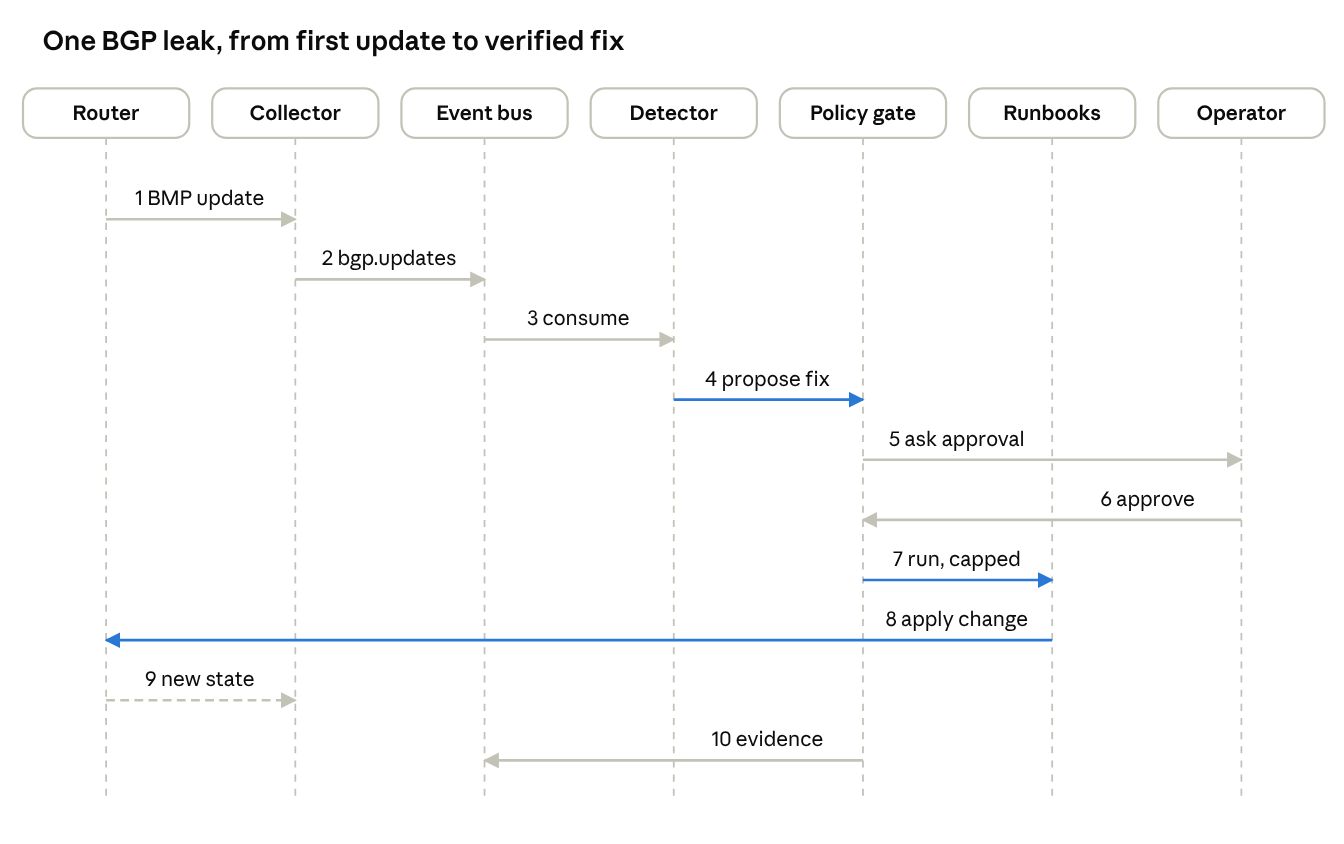 One BGP leak, from first update to verified fix
Router
Collector
Event bus
Detector
Policy gate
Runbooks
Operator
1 BMP update
2 bgp.updates
3 consume
4 propose fix
5 ask approval
6 approve
7 run, capped
8 apply change
9 new state
10 evidence